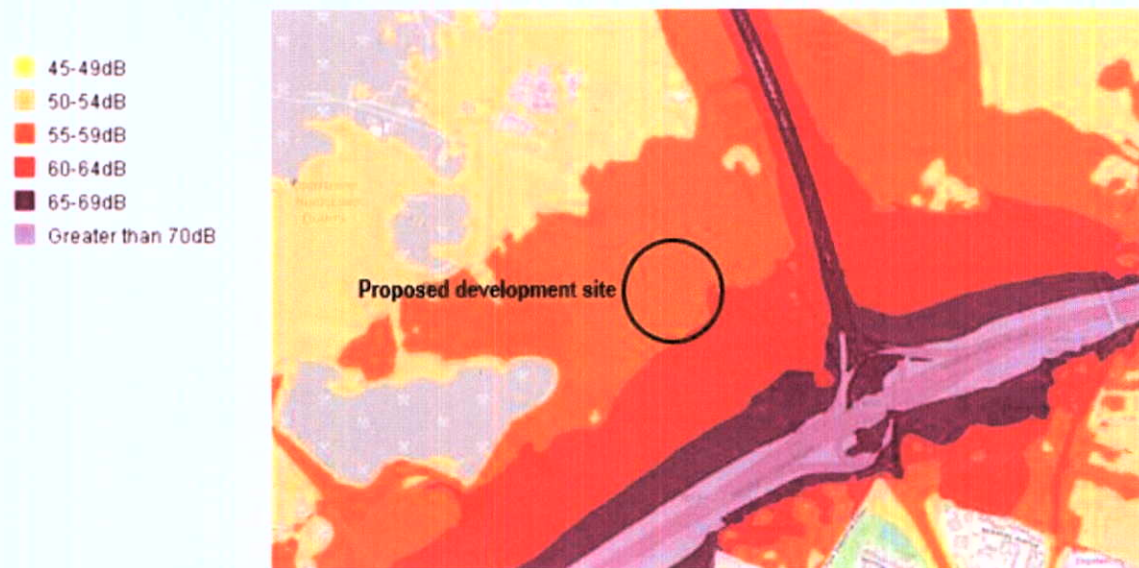 45-49dB
50-54dB
55-59dB
60-64dB
65-69dB
Greater than 70dB
Proposed development site